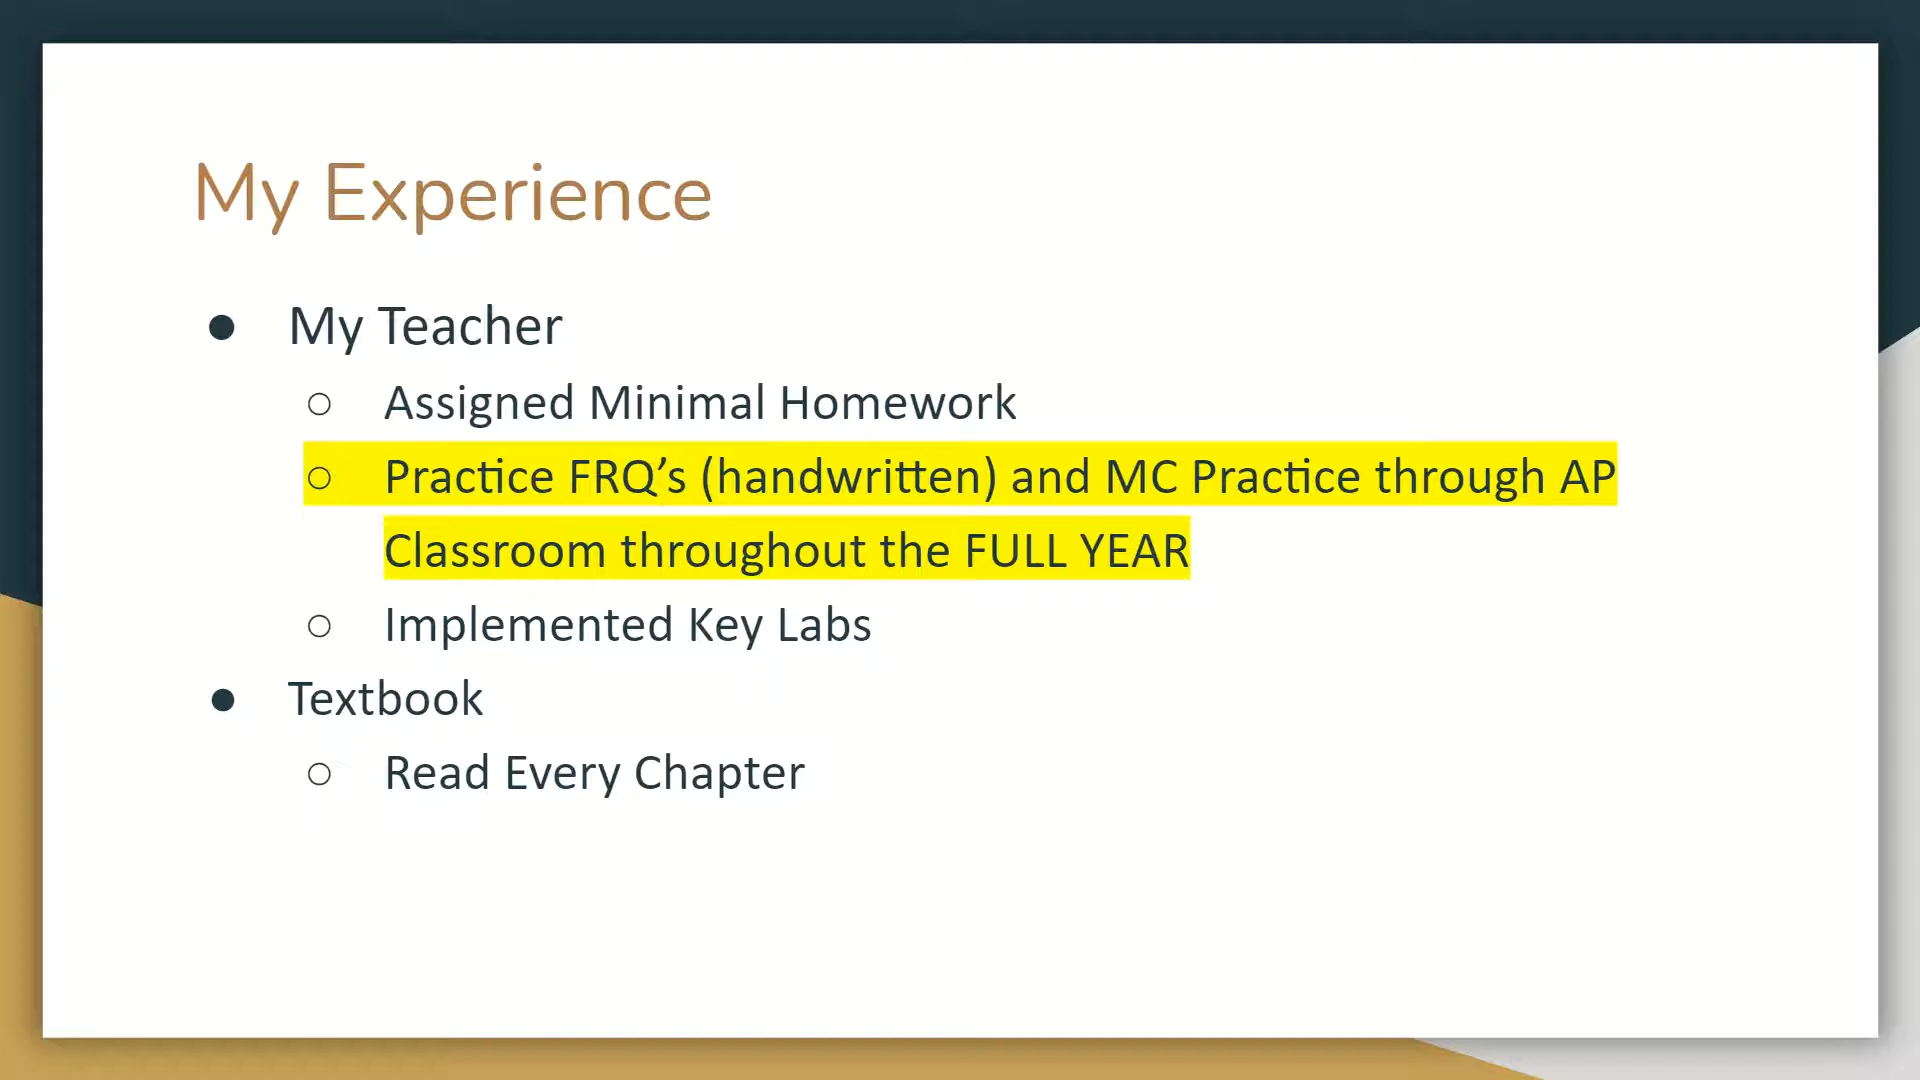 My Experience
● My Teacher
○ Assigned Minimal Homework
○ Practice FRQ’s (handwritten) and MC Practice through AP
Classroom throughout the FULL YEAR
○ Implemented Key Labs
● Textbook
○ Read Every Chapter